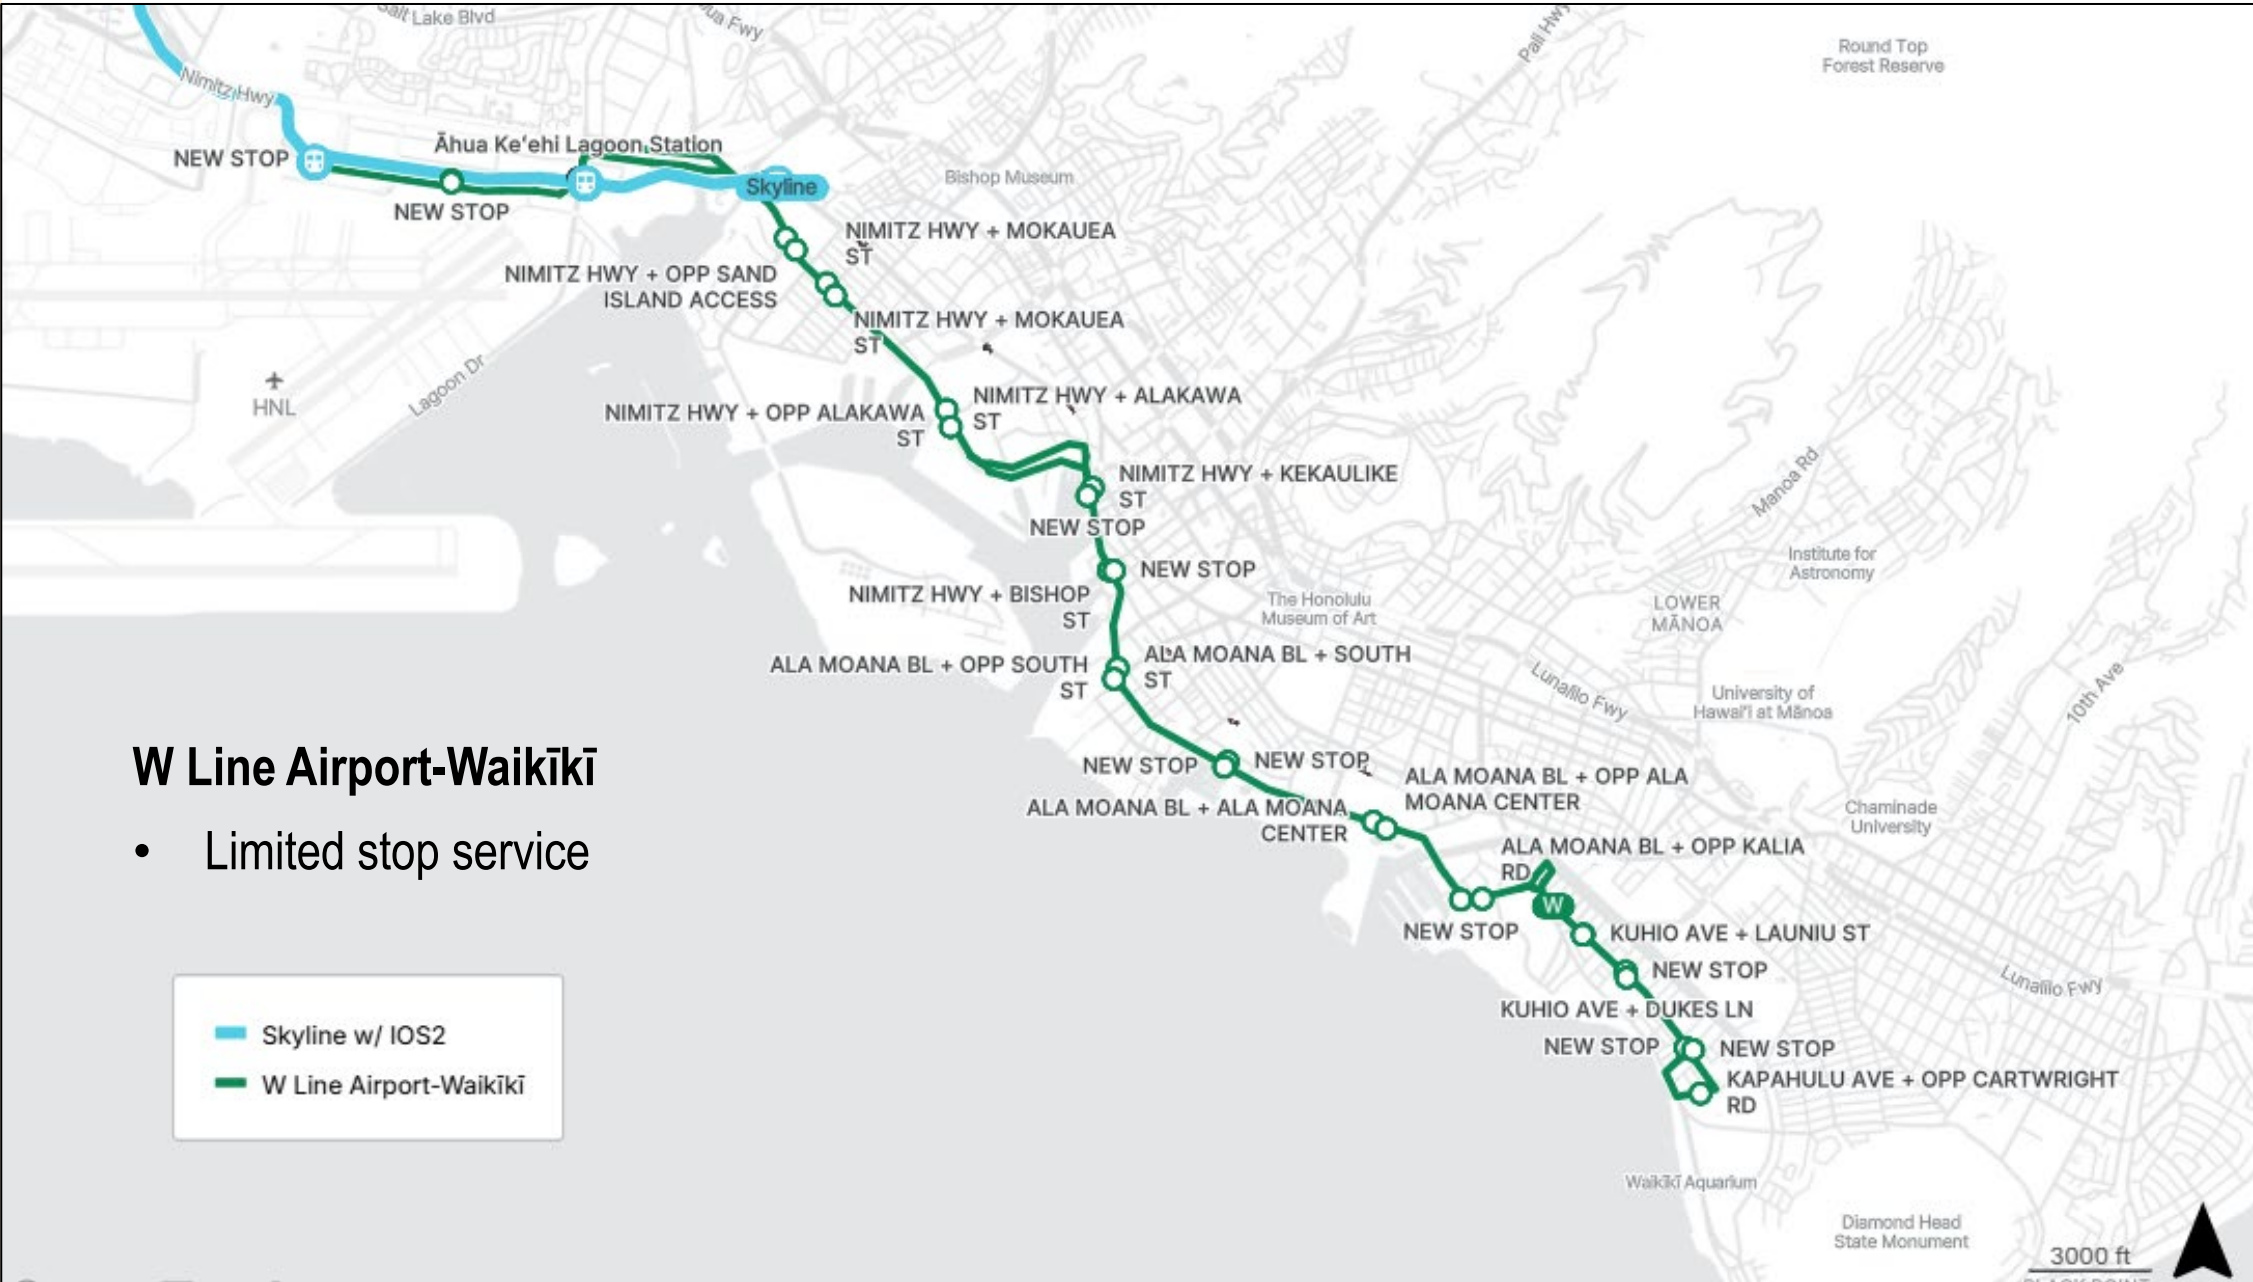 Salt Lake Blvd
Fwy
Pali Hwy
Round Top
Forest Reserve
Nimitz Hwy
Āhua Keʻehi Lagoon Station
NEW STOP
Skyline
Bishop Museum
NEW STOP
NIMITZ HWY + MOKAUEA
ST
NIMITZ HWY + OPP SAND
ISLAND ACCESS
NIMITZ HWY + MOKAUEA
ST
Lagoon Dr
HNL
NIMITZ HWY + ALAKAWA
ST
NIMITZ HWY + OPP ALAKAWA
ST
NIMITZ HWY + KEKAULIKE
ST
Manoa Rd
NEW STOP
NEW STOP
Institute for
Astronomy
NIMITZ HWY + BISHOP
ST
The Honolulu
Museum of Art
LOWER
MĀNOA
ALA MOANA BL + SOUTH
ST
ALA MOANA BL + OPP SOUTH
ST
Lunalilo Fwy
University of
Hawaiʻi at Mānoa
10th Ave
W Line Airport-Waikīkī
• Limited stop service
NEW STOP
NEW STOP
ALA MOANA BL + OPP ALA
MOANA CENTER
ALA MOANA BL + ALA MOANA
CENTER
Chaminade
University
ALA MOANA BL + OPP KALIA
RD
W
NEW STOP
KUHIO AVE + LAUNIU ST
NEW STOP
Lunalilo Fwy
KUHIO AVE + DUKES LN
NEW STOP
NEW STOP
KAPAHULU AVE + OPP CARTWRIGHT
RD
Skyline w/ IOS2
W Line Airport-Waikīkī
Waikīkī Aquarium
Diamond Head
State Monument
3000 ft